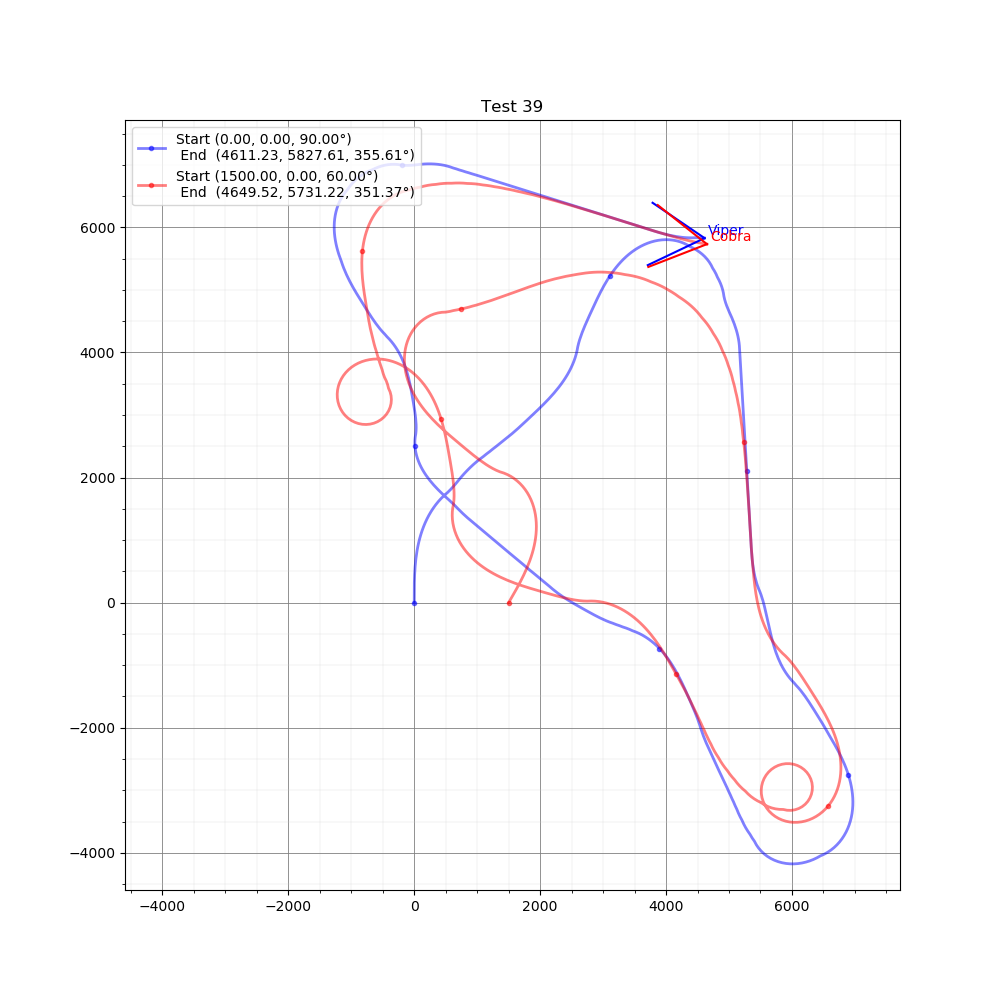 Test 39
Start (0.00, 0.00, 90.00°)
End (4611.23, 5827.61, 355.61°)
Start (1500.00, 0.00, 60.00°)
End (4649.52, 5731.22, 351.37°)
Viper
Cobra
6000
4000
2000
0
−2000
−4000
−4000 −2000 0 2000 4000 6000